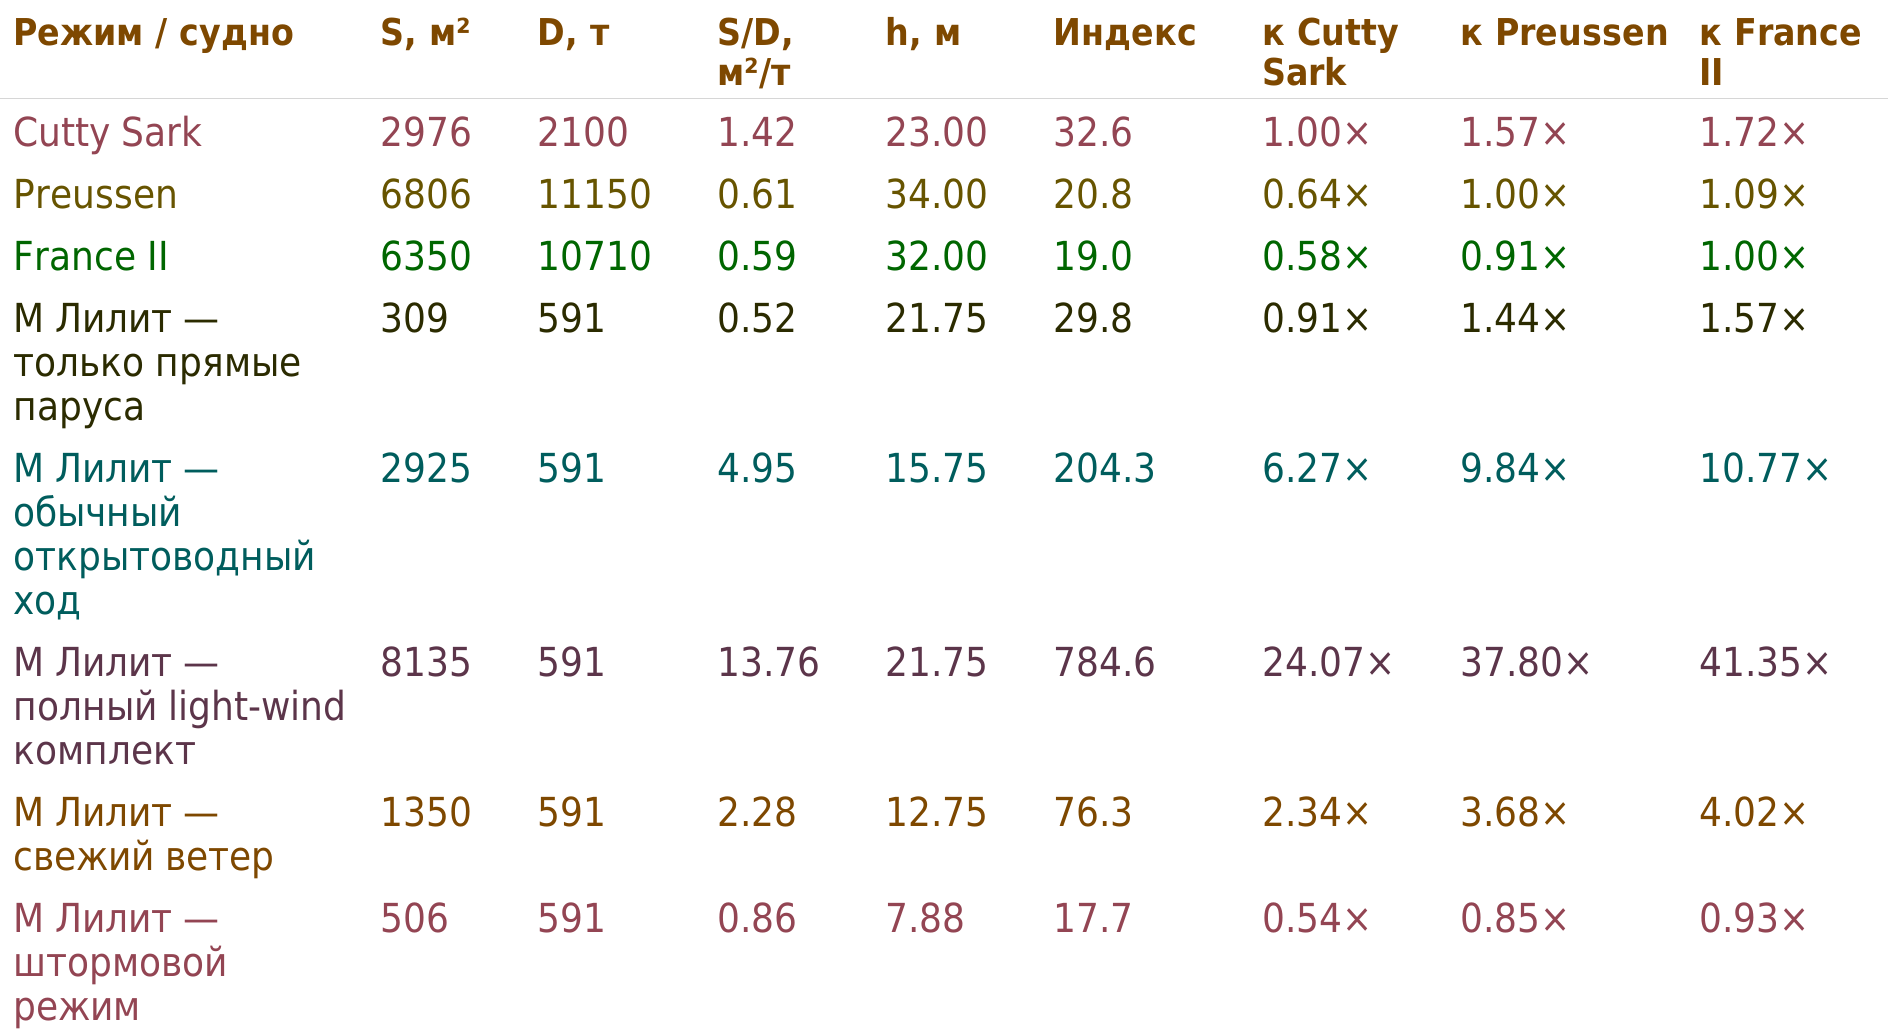 Режим / судно S, м² D, т S/D, м²/т h, м Индекс к Cutty Sark к Preussen к France II
Cutty Sark 2976 2100 1.42 23.00 32.6 1.00× 1.57× 1.72×
Preussen 6806 11150 0.61 34.00 20.8 0.64× 1.00× 1.09×
France II 6350 10710 0.59 32.00 19.0 0.58× 0.91× 1.00×
М Лилит — 309 591 0.52 21.75 29.8 0.91× 1.44× 1.57×
только прямые
паруса
М Лилит — 2925 591 4.95 15.75 204.3 6.27× 9.84× 10.77×
обычный
открытоводный
ход
М Лилит — 8135 591 13.76 21.75 784.6 24.07× 37.80× 41.35×
полный light-wind
комплект
М Лилит — 1350 591 2.28 12.75 76.3 2.34× 3.68× 4.02×
свежий ветер
М Лилит — 506 591 0.86 7.88 17.7 0.54× 0.85× 0.93×
штормовой
режим